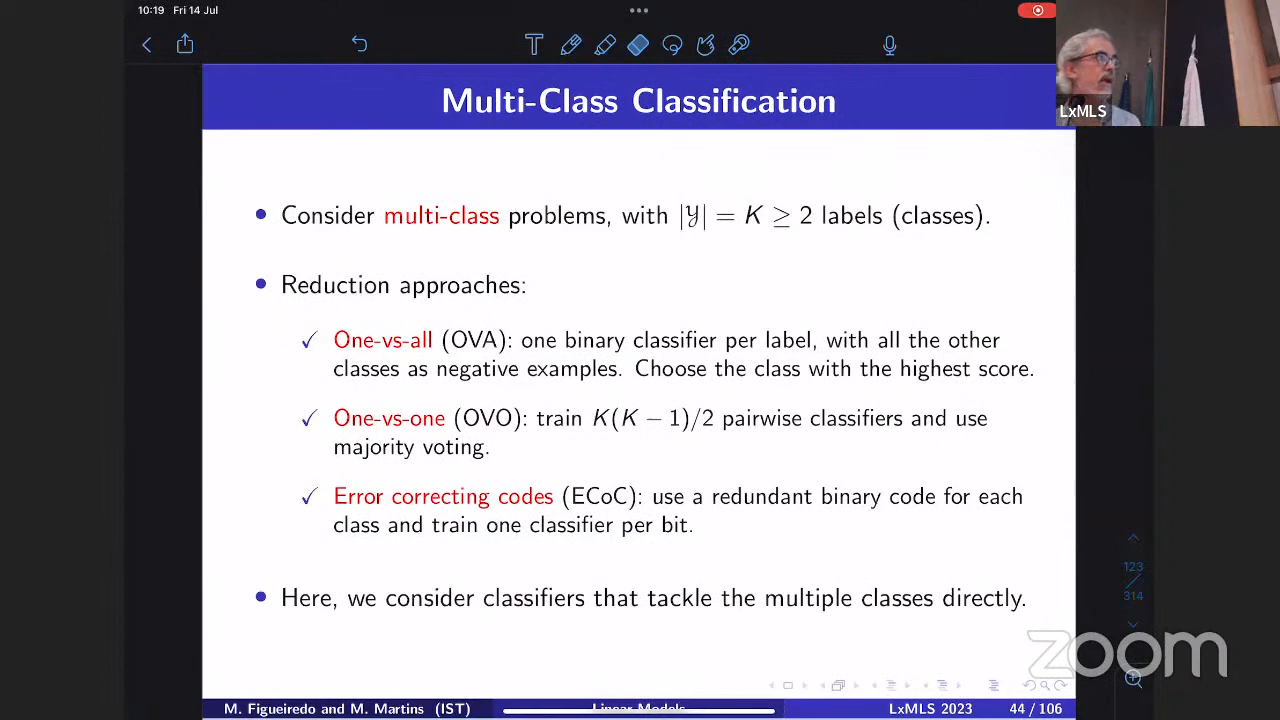 10:19 Fri 14 Jul
LxMLS
Multi-Class Classification
Consider multi-class problems, with |𝒴| = K ≥ 2 labels (classes).
Reduction approaches:
One-vs-all (OVA): one binary classifier per label, with all the other
classes as negative examples. Choose the class with the highest score.
One-vs-one (OVO): train K(K − 1)/2 pairwise classifiers and use
majority voting.
Error correcting codes (ECoC): use a redundant binary code for each
class and train one classifier per bit.
Here, we consider classifiers that tackle the multiple classes directly.
123
/
314
zoom
M. Figueiredo and M. Martins (IST) Linear Models LxMLS 2023 44 / 106